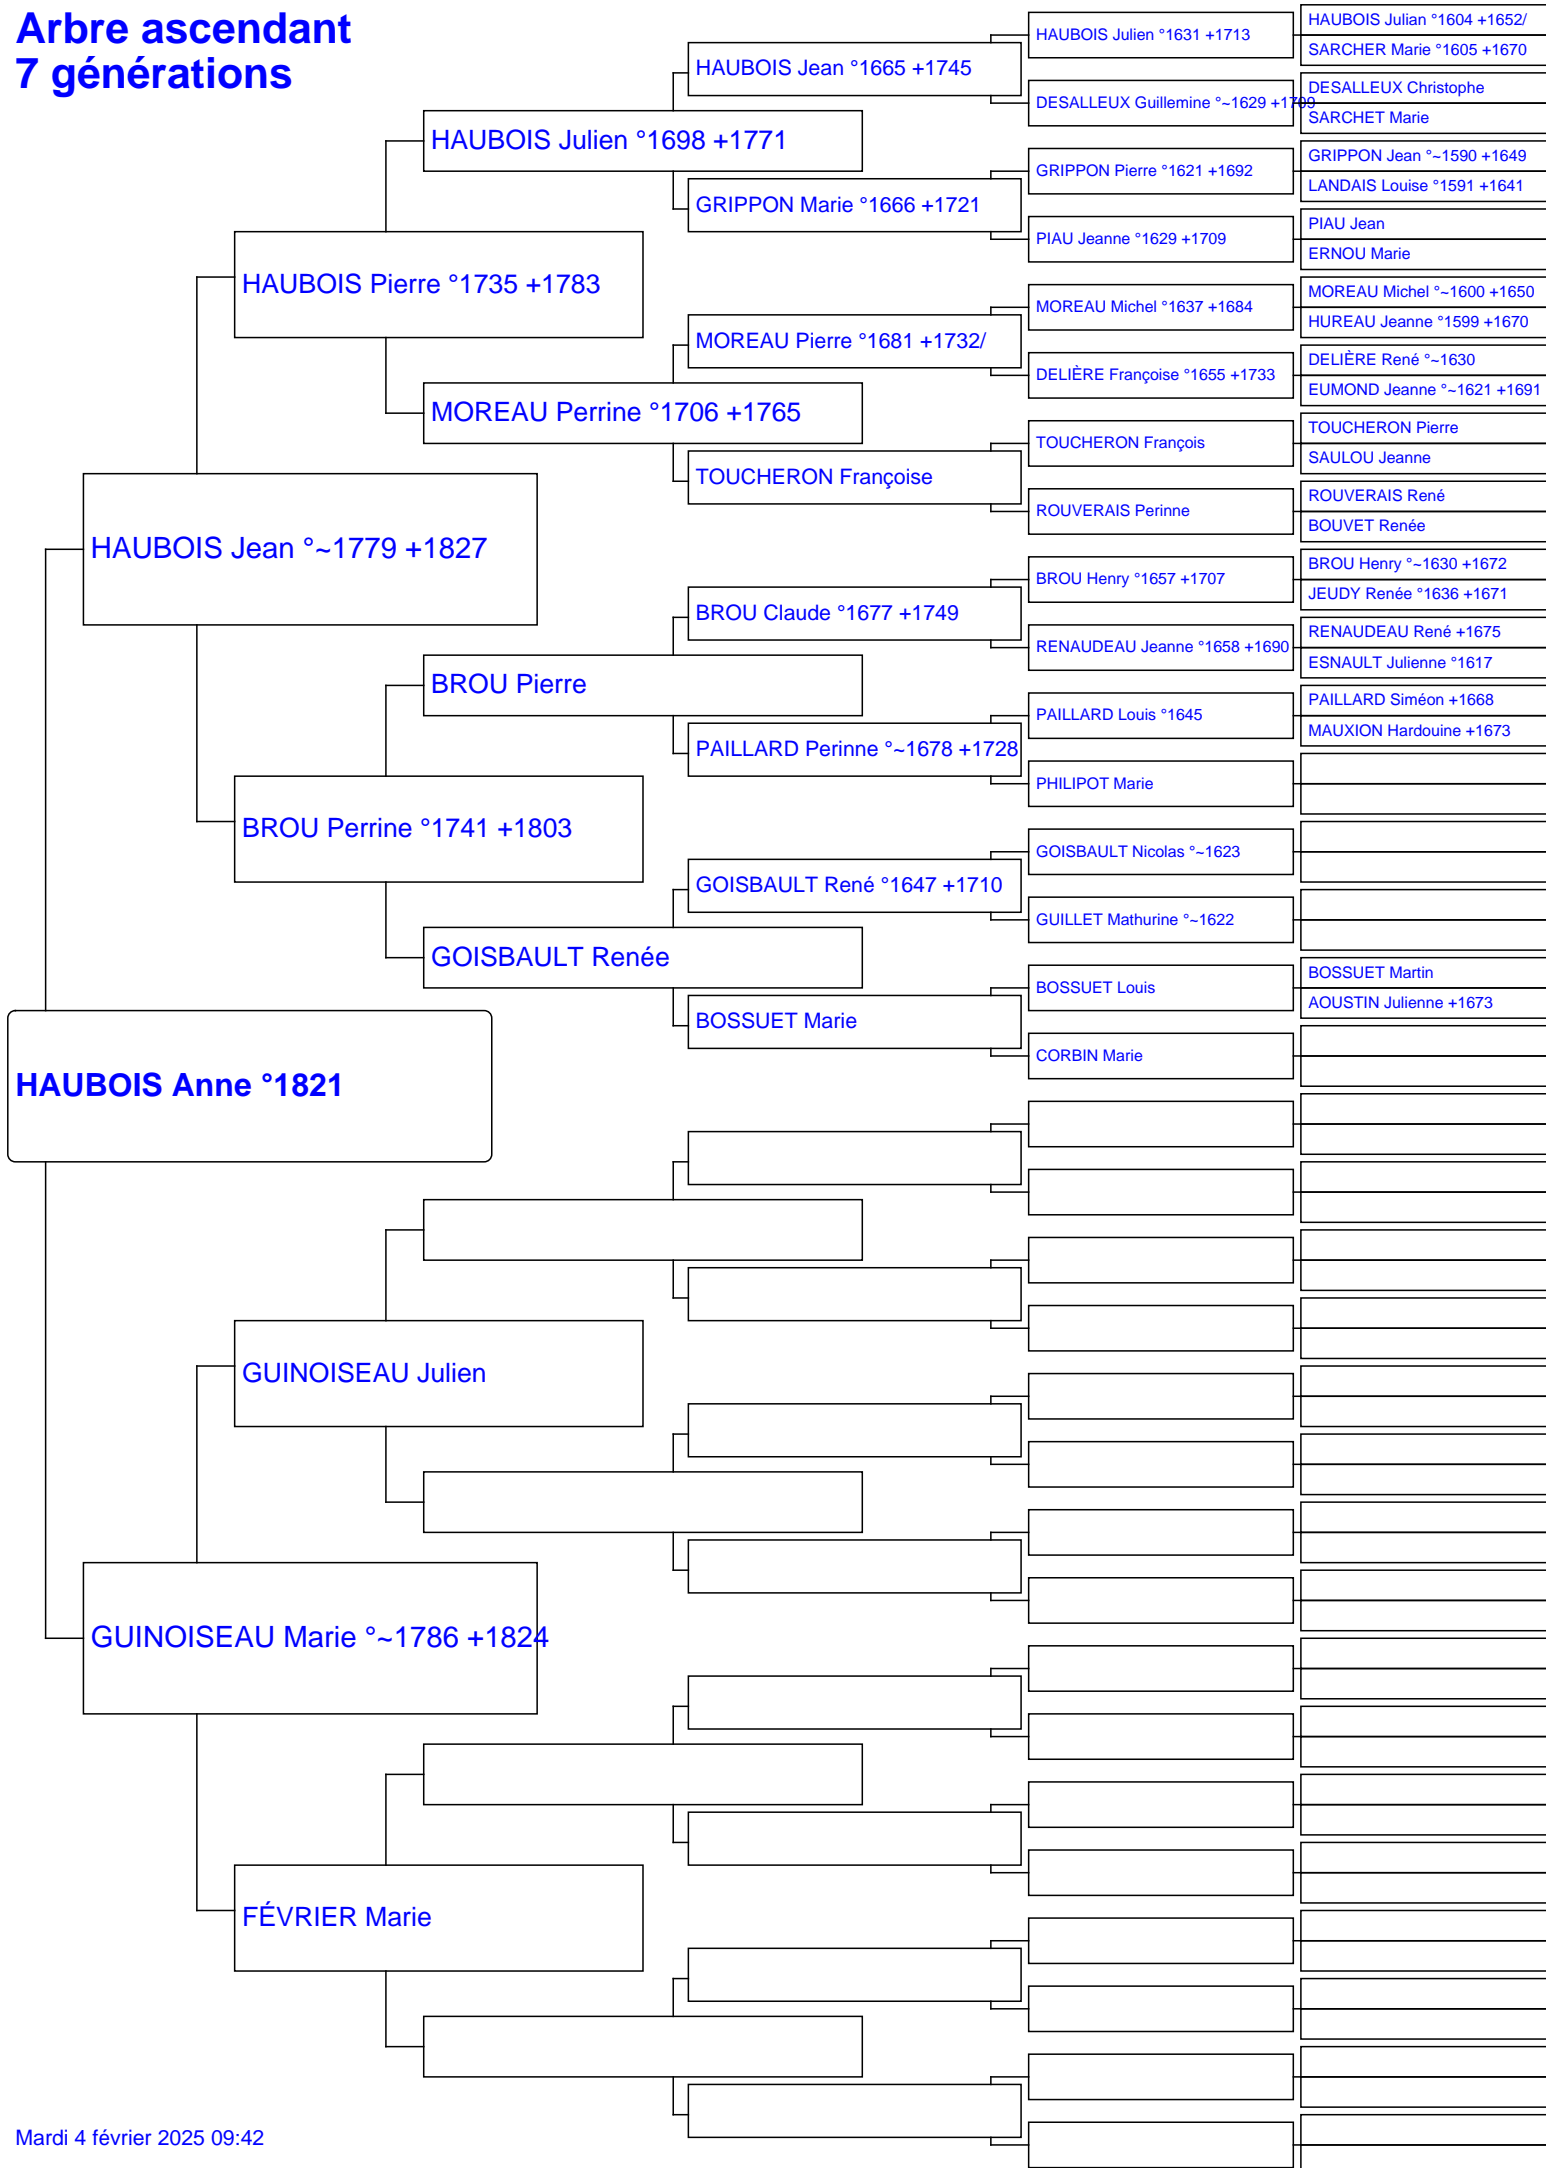 Arbre ascendant
7 générations
HAUBOIS Anne °1821
HAUBOIS Jean °~1779 +1827
GUINOISEAU Marie °~1786 +1824
HAUBOIS Pierre °1735 +1783
BROU Perrine °1741 +1803
GUINOISEAU Julien
FÉVRIER Marie
HAUBOIS Julien °1698 +1771
MOREAU Perrine °1706 +1765
BROU Pierre
GOISBAULT Renée
HAUBOIS Jean °1665 +1745
GRIPPON Marie °1666 +1721
MOREAU Pierre °1681 +1732/
TOUCHERON Françoise
BROU Claude °1677 +1749
PAILLARD Perinne °~1678 +1728
GOISBAULT René °1647 +1710
BOSSUET Marie
HAUBOIS Julien °1631 +1713
DESALLEUX Guillemine °~1629 +1709
GRIPPON Pierre °1621 +1692
PIAU Jeanne °1629 +1709
MOREAU Michel °1637 +1684
DELIÈRE Françoise °1655 +1733
TOUCHERON François
ROUVERAIS Perinne
BROU Henry °1657 +1707
RENAUDEAU Jeanne °1658 +1690
PAILLARD Louis °1645
PHILIPOT Marie
GOISBAULT Nicolas °~1623
GUILLET Mathurine °~1622
BOSSUET Louis
CORBIN Marie
HAUBOIS Julian °1604 +1652/
SARCHER Marie °1605 +1670
DESALLEUX Christophe
SARCHET Marie
GRIPPON Jean °~1590 +1649
LANDAIS Louise °1591 +1641
PIAU Jean
ERNOU Marie
MOREAU Michel °~1600 +1650
HUREAU Jeanne °1599 +1670
DELIÈRE René °~1630
EUMOND Jeanne °~1621 +1691
TOUCHERON Pierre
SAULOU Jeanne
ROUVERAIS René
BOUVET Renée
BROU Henry °~1630 +1672
JEUDY Renée °1636 +1671
RENAUDEAU René +1675
ESNAULT Julienne °1617
PAILLARD Siméon +1668
MAUXION Hardouine +1673
BOSSUET Martin
AOUSTIN Julienne +1673
Mardi 4 février 2025 09:42